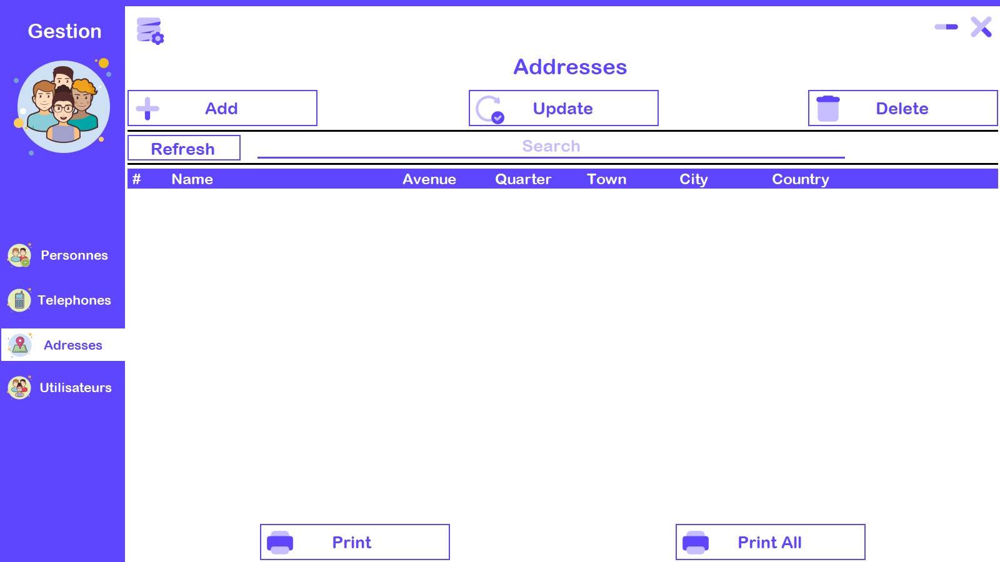 Gestion
Personnes
Telephones
Adresses
Utilisateurs
Addresses
Add
Update
Delete
Refresh
Search
# Name Avenue Quarter Town City Country
Print
Print All